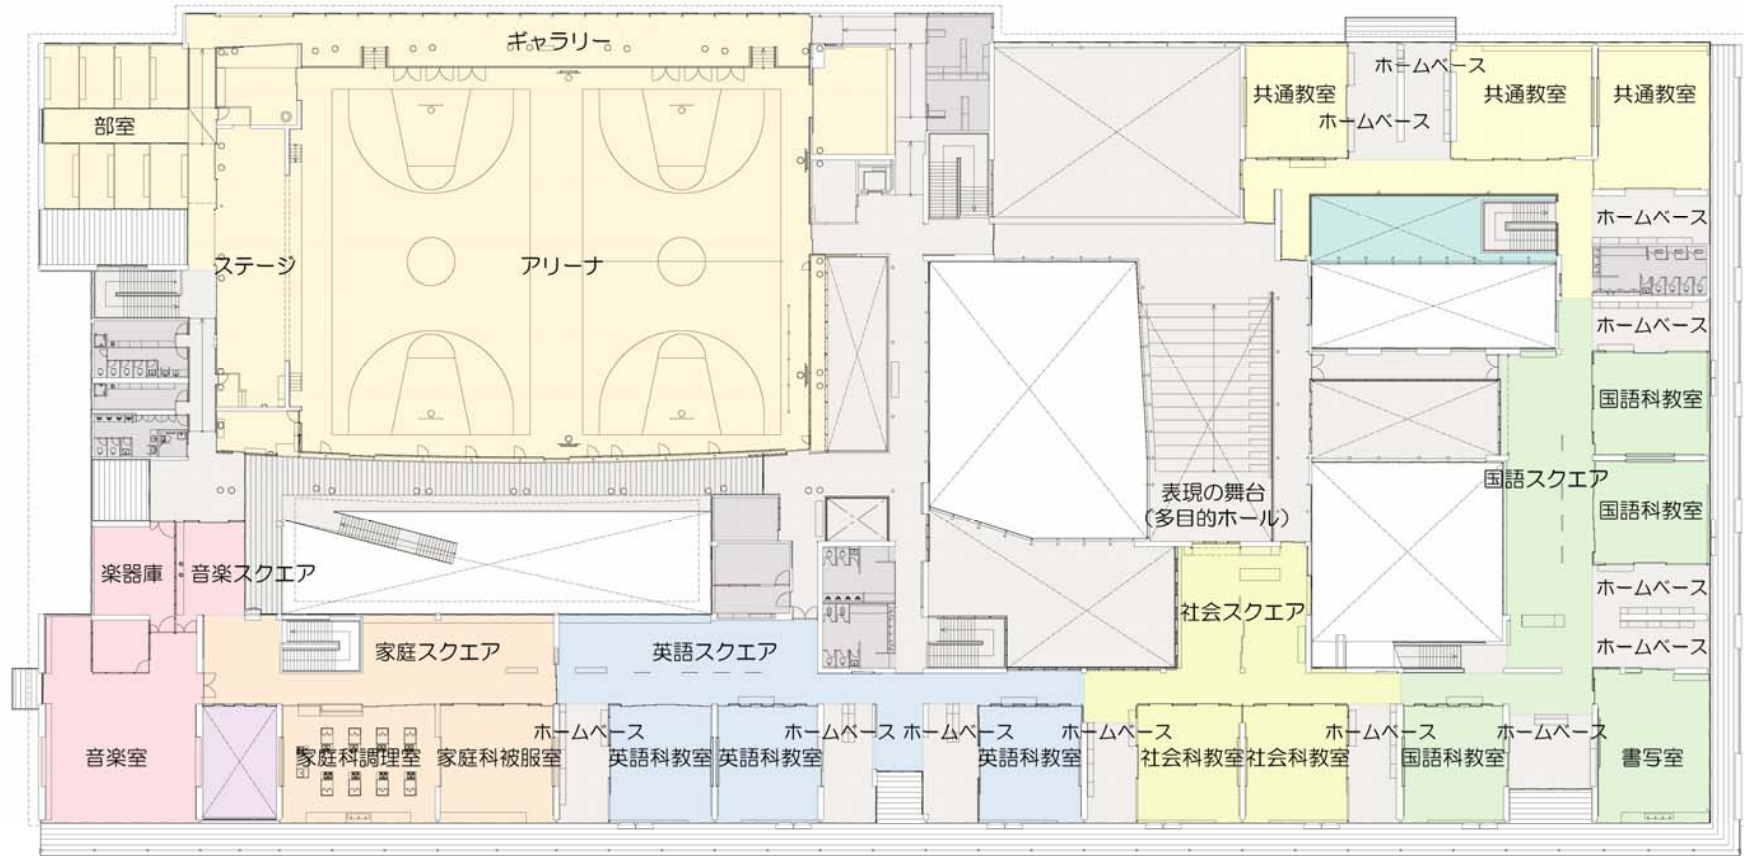 ギャラリー
ホームベース
共通教室
共通教室
共通教室
ホームベース
部室
ホームベース
ステージ
アリーナ
ホームベース
国語科教室
国語スクエア
表現の舞台
(多目的ホール)
国語科教室
楽器庫
音楽スクエア
ホームベース
社会スクエア
家庭スクエア
英語スクエア
ホームベース
ホームベース
ホームベース
ホームベース
ホームベース
ホームベース
ホームベース
音楽室
家庭科調理室
家庭科被服室
英語科教室
英語科教室
英語科教室
社会科教室
社会科教室
国語科教室
書写室